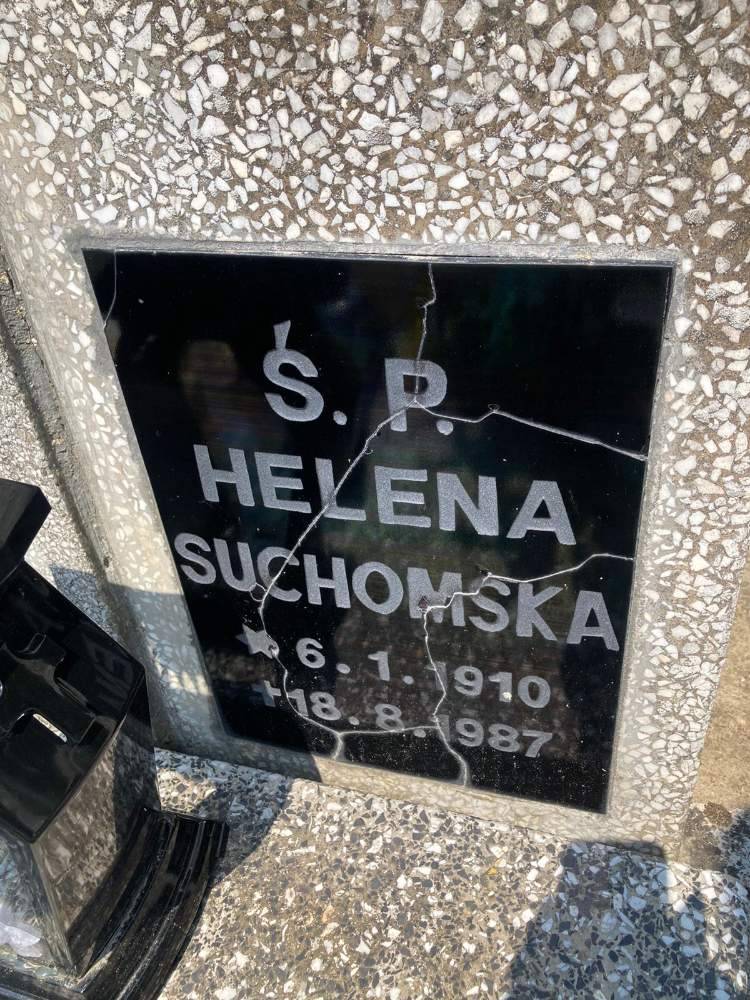 Ś. P.
HELENA
SUCHOMSKA
★ 6. 1. 1910
✝18. 8. 1987